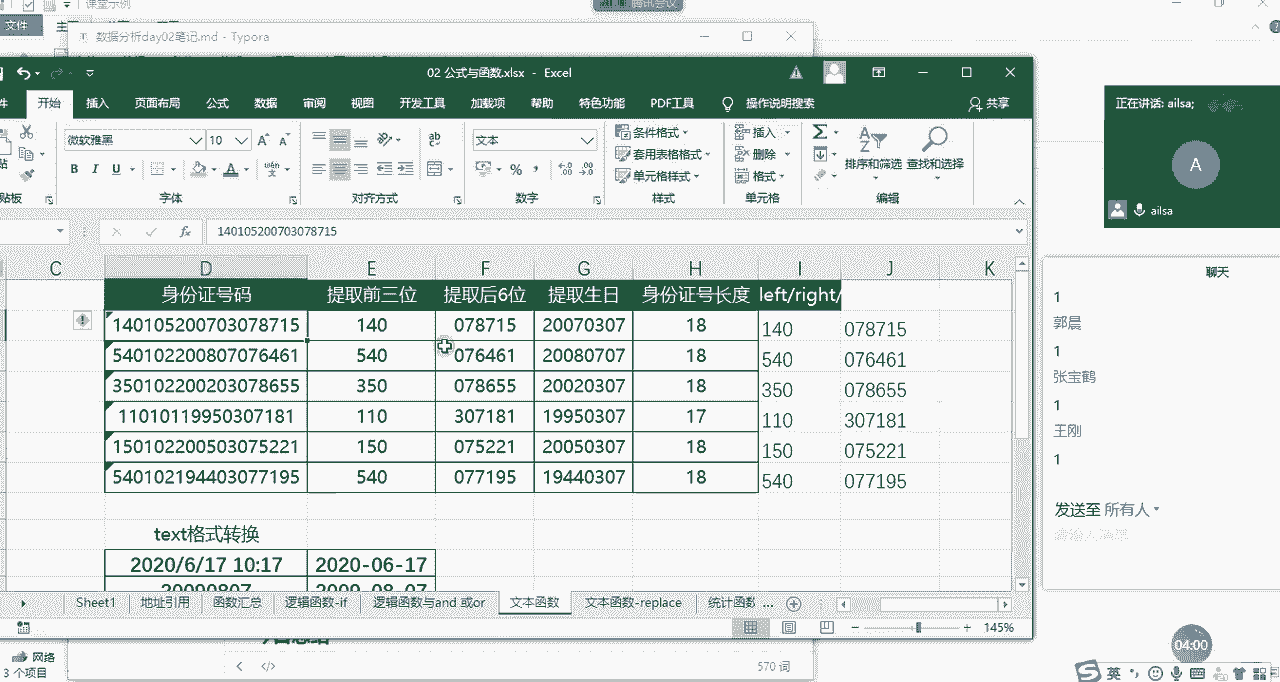 课堂示例
腾讯会议
文件
数据分析day02笔记.md - Typora
02 公式与函数.xlsx - Excel
开始 插入 页面布局 公式 数据 审阅 视图 开发工具 加载项 帮助 特色功能 PDF工具 操作说明搜索 共享
微软雅黑 10 文本 条件格式 插入
套用表格格式 删除 排序和筛选 查找和选择
B I U 单元格样式 格式
贴板 字体 对齐方式 数字 样式 单元格 编辑
140105200703078715
C D E F G H I J K
身份证号码 提取前三位 提取后6位 提取生日 身份证号长度 left/right/
140105200703078715 140 078715 20070307 18 140 078715
540102200807076461 540 076461 20080707 18 540 076461
350102200203078655 350 078655 20020307 18 350 078655
11010119950307181 110 307181 19950307 17 110 307181
150102200503075221 150 075221 20050307 18 150 075221
540102194403077195 540 077195 19440307 18 540 077195
text格式转换
2020/6/17 10:17 2020-06-17
20090807 2009-08-07
Sheet1 地址引用 函数汇总 逻辑函数-if 逻辑函数与and 或or 文本函数 文本函数-replace 统计函数 ...
145%
570 词
网络
3 个项目
正在讲话: ailsa;
A
ailsa
聊天
1
郭晨
1
张宝鹤
1
王刚
1
发送至 所有人
04:00
英